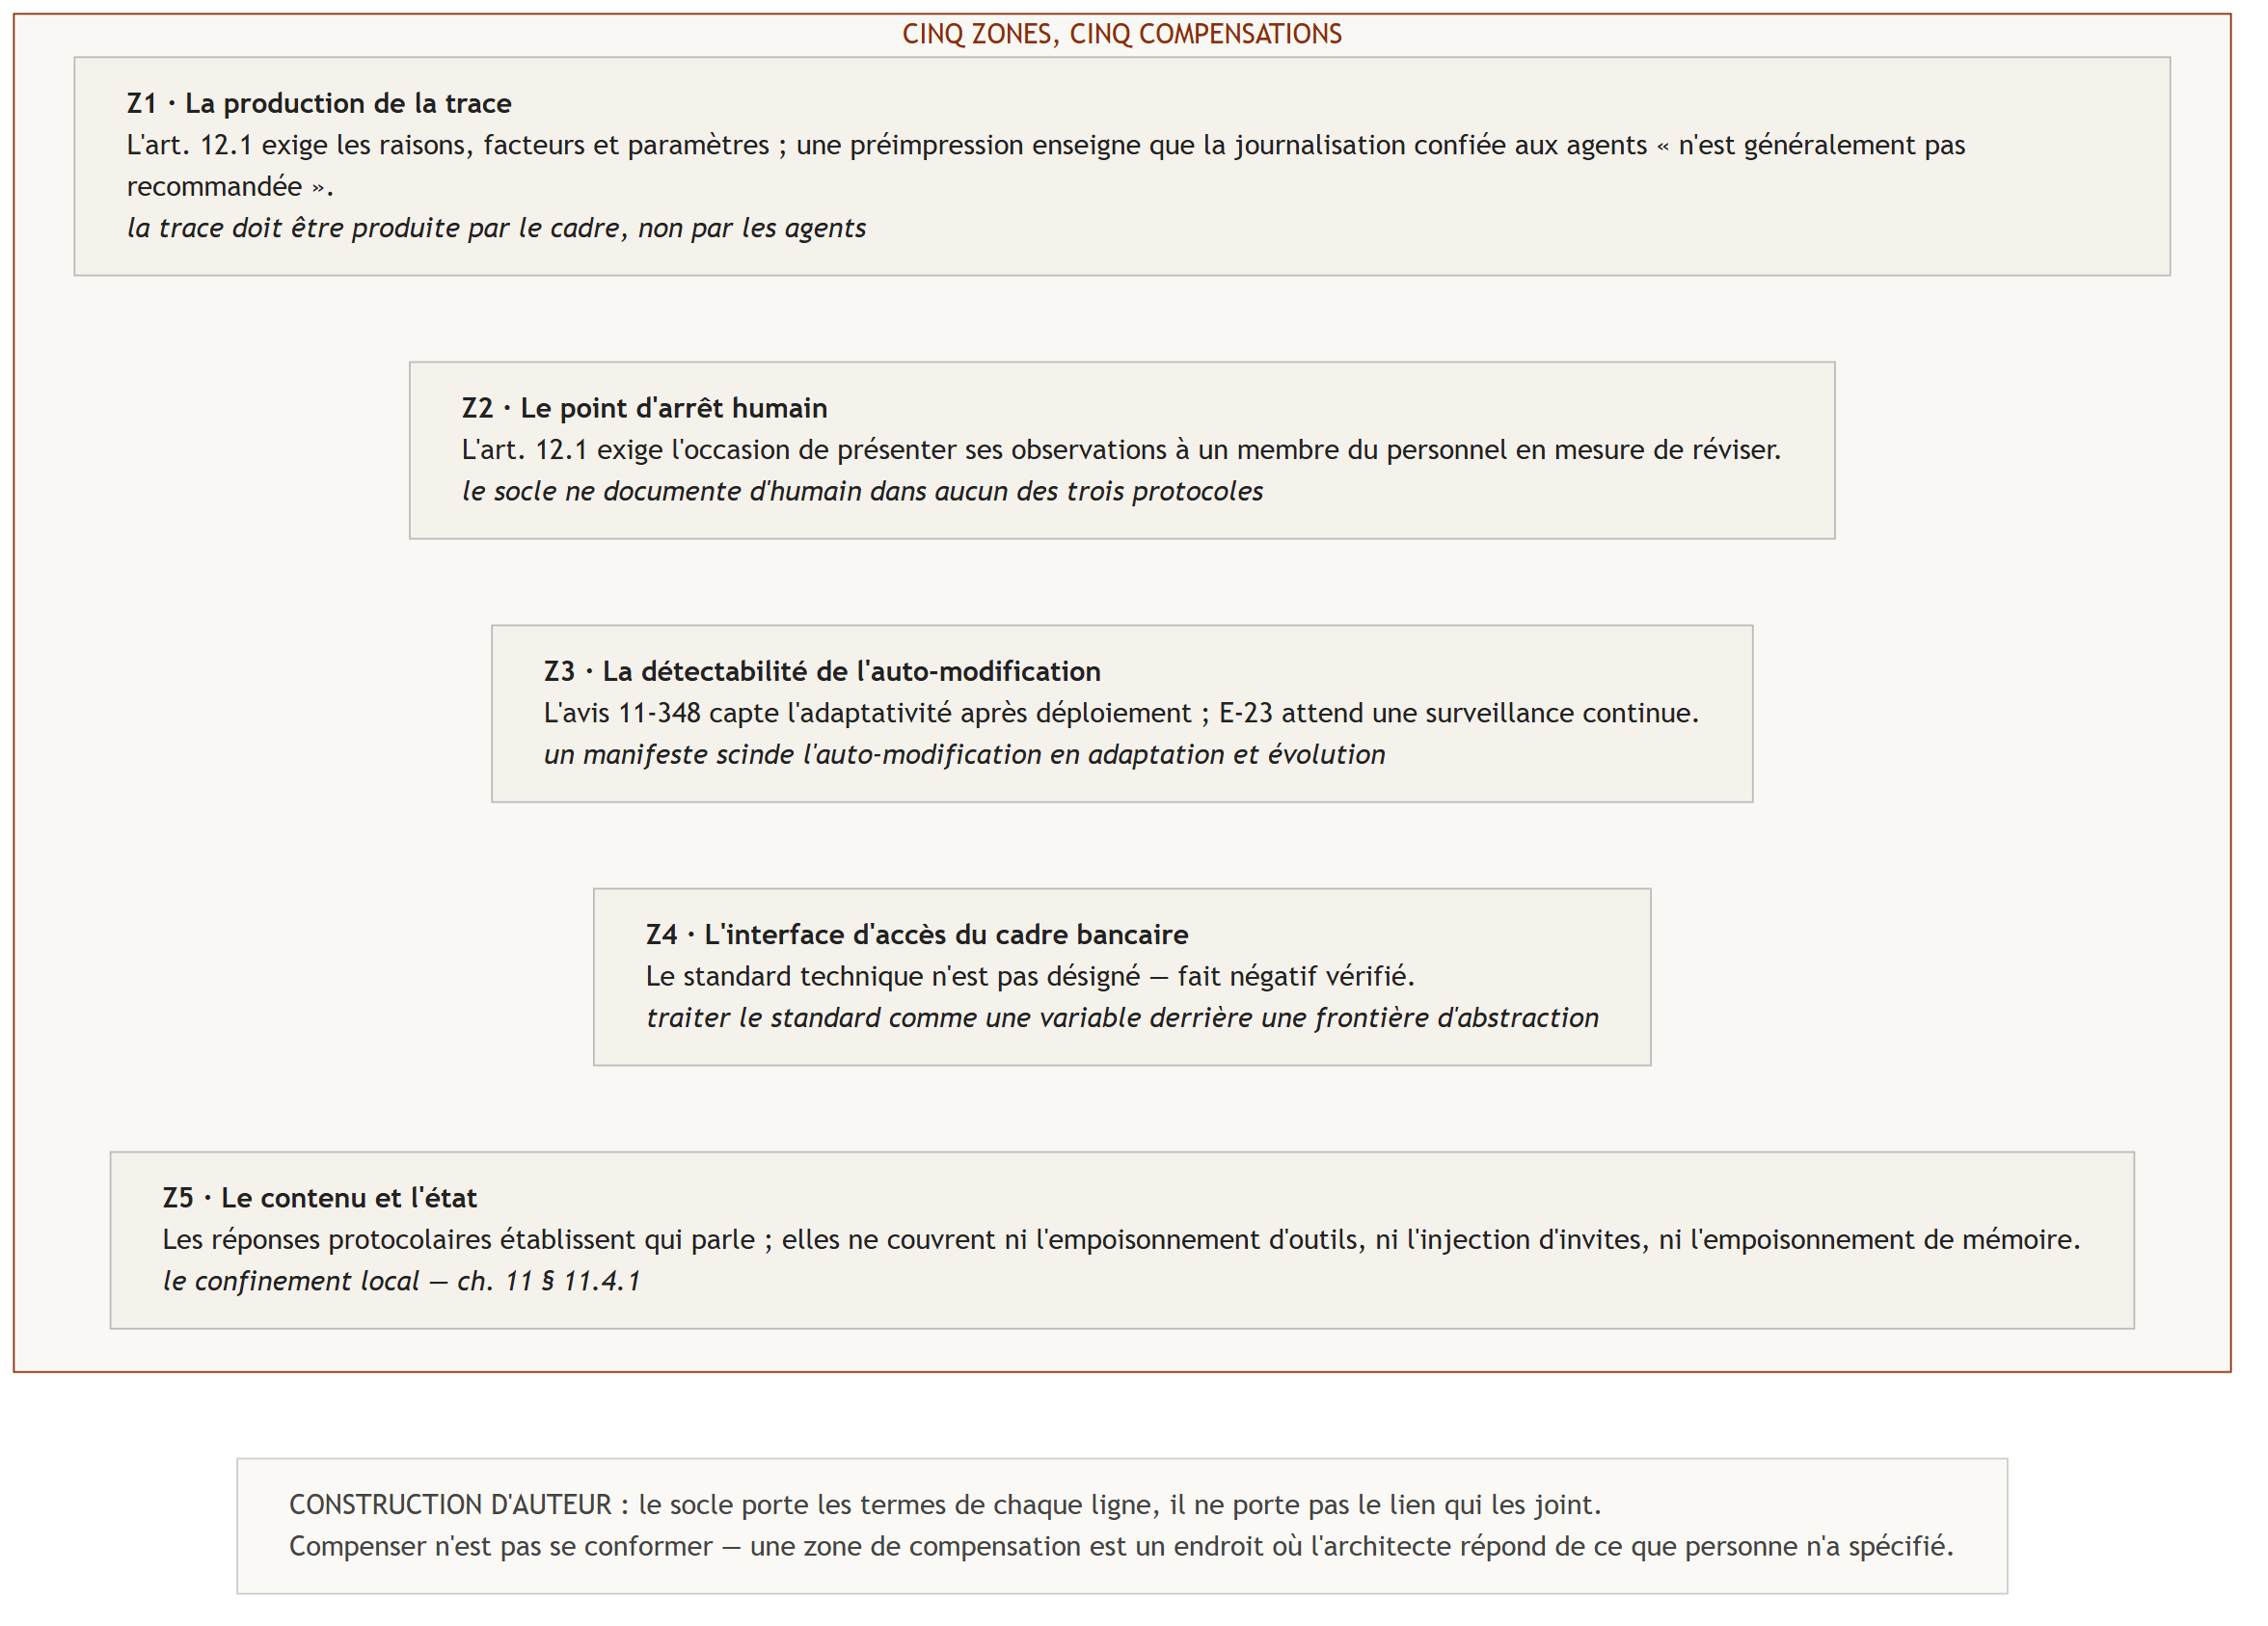 CINQ ZONES, CINQ COMPENSATIONS
Z1 · La production de la trace
L'art. 12.1 exige les raisons, facteurs et paramètres ; une préimpression enseigne que la journalisation confiée aux agents « n'est généralement pas
recommandée ».
la trace doit être produite par le cadre, non par les agents
Z2 · Le point d'arrêt humain
L'art. 12.1 exige l'occasion de présenter ses observations à un membre du personnel en mesure de réviser.
le socle ne documente d'humain dans aucun des trois protocoles
Z3 · La détectabilité de l'auto-modification
L'avis 11-348 capte l'adaptativité après déploiement ; E-23 attend une surveillance continue.
un manifeste scinde l'auto-modification en adaptation et évolution
Z4 · L'interface d'accès du cadre bancaire
Le standard technique n'est pas désigné — fait négatif vérifié.
traiter le standard comme une variable derrière une frontière d'abstraction
Z5 · Le contenu et l'état
Les réponses protocolaires établissent qui parle ; elles ne couvrent ni l'empoisonnement d'outils, ni l'injection d'invites, ni l'empoisonnement de mémoire.
le confinement local — ch. 11 § 11.4.1
CONSTRUCTION D'AUTEUR : le socle porte les termes de chaque ligne, il ne porte pas le lien qui les joint.
Compenser n'est pas se conformer — une zone de compensation est un endroit où l'architecte répond de ce que personne n'a spécifié.